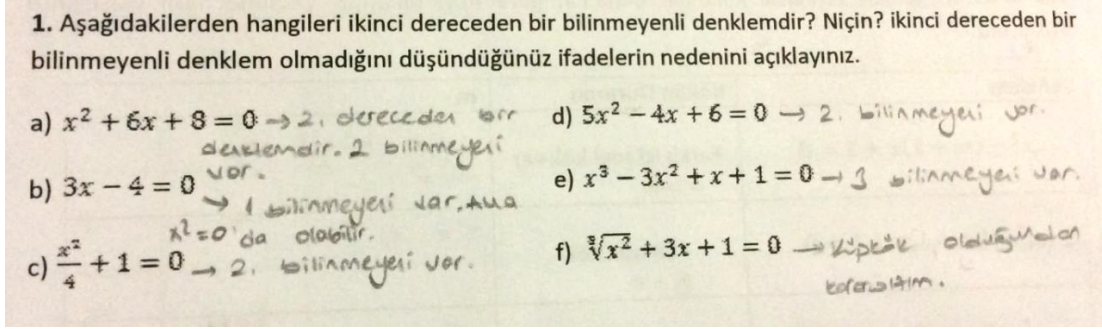 1. Aşağıdakilerden hangileri ikinci dereceden bir bilinmeyenli denklemdir? Niçin? ikinci dereceden bir
bilinmeyenli denklem olmadığını düşündüğünüz ifadelerin nedenini açıklayınız.
a) x² + 6x + 8 = 0 → 2. dereceden bir
denklemdir. 2 bilinmeyeni
var.
b) 3x − 4 = 0
→ 1 bilinmeyeni var. Ama
x²=0'da olabilir.
c) x²/4 + 1 = 0 → 2. bilinmeyeni var.
d) 5x² − 4x + 6 = 0 → 2. bilinmeyeni var.
e) x³ − 3x² + x + 1 = 0 → 3 bilinmeyeni var.
f) ∛x² + 3x + 1 = 0 → Küpkök olduğundan